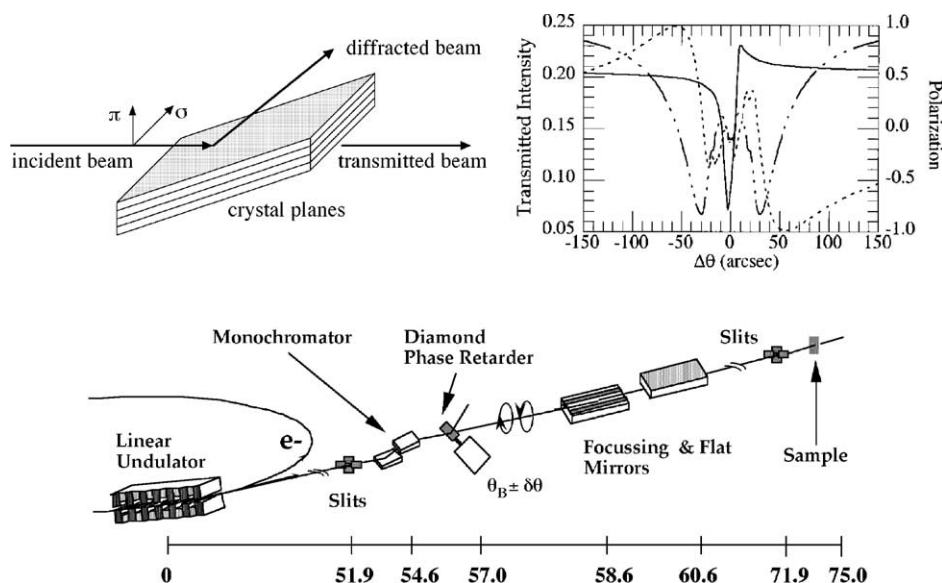 diffracted beam
π
σ
incident beam
transmitted beam
crystal planes
Transmitted Intensity
0.25
0.20
0.15
0.10
0.05
1.0
0.5
0.0
-0.5
-1.0
Polarization
-150
-100
-50
0
50
100
150
Δθ (arcsec)
Monochromator
Diamond
Phase Retarder
Slits
Linear
Undulator
e-
Slits
θB ± δθ
Focussing & Flat
Mirrors
Sample
0
51.9
54.6
57.0
58.6
60.6
71.9
75.0